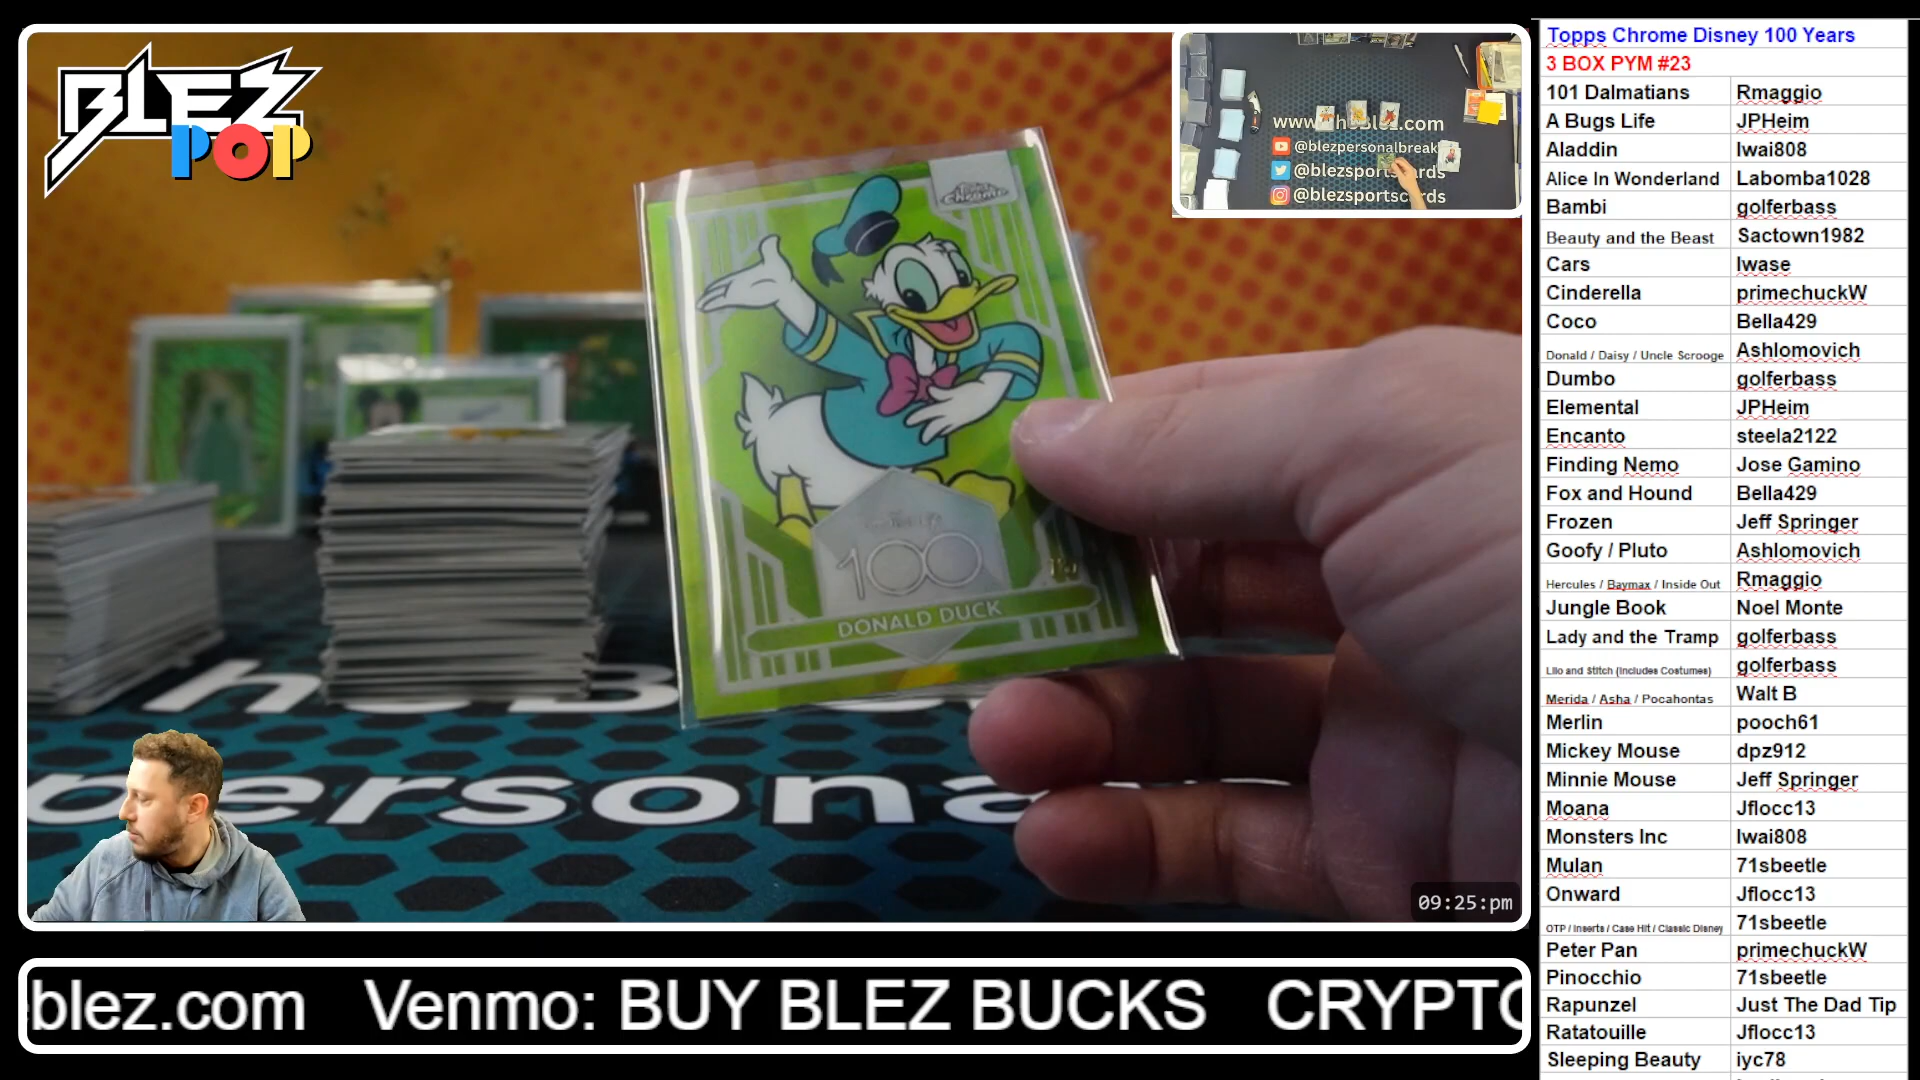 BLEZ
POP
Chrome
100
DONALD DUCK
www.
.com
@blezpersonalbreak
@blezsportscards
@blezsportscards
09:25:pm
personal
blez.com Venmo: BUY BLEZ BUCKS CRYPTO
Topps Chrome Disney 100 Years
3 BOX PYM #23
101 Dalmatians Rmaggio
A Bugs Life JPHeim
Aladdin Iwai808
Alice In Wonderland Labomba1028
Bambi golferbass
Beauty and the Beast Sactown1982
Cars Iwase
Cinderella primechuckW
Coco Bella429
Donald / Daisy / Uncle Scrooge Ashlomovich
Dumbo golferbass
Elemental JPHeim
Encanto steela2122
Finding Nemo Jose Gamino
Fox and Hound Bella429
Frozen Jeff Springer
Goofy / Pluto Ashlomovich
Hercules / Baymax / Inside Out Rmaggio
Jungle Book Noel Monte
Lady and the Tramp golferbass
Lilo and Stitch (Includes Costumes) golferbass
Merida / Asha / Pocahontas Walt B
Merlin pooch61
Mickey Mouse dpz912
Minnie Mouse Jeff Springer
Moana Jflocc13
Monsters Inc Iwai808
Mulan 71sbeetle
Onward Jflocc13
OTP / Inserts / Case Hit / Classic Disney 71sbeetle
Peter Pan primechuckW
Pinocchio 71sbeetle
Rapunzel Just The Dad Tip
Ratatouille Jflocc13
Sleeping Beauty iyc78